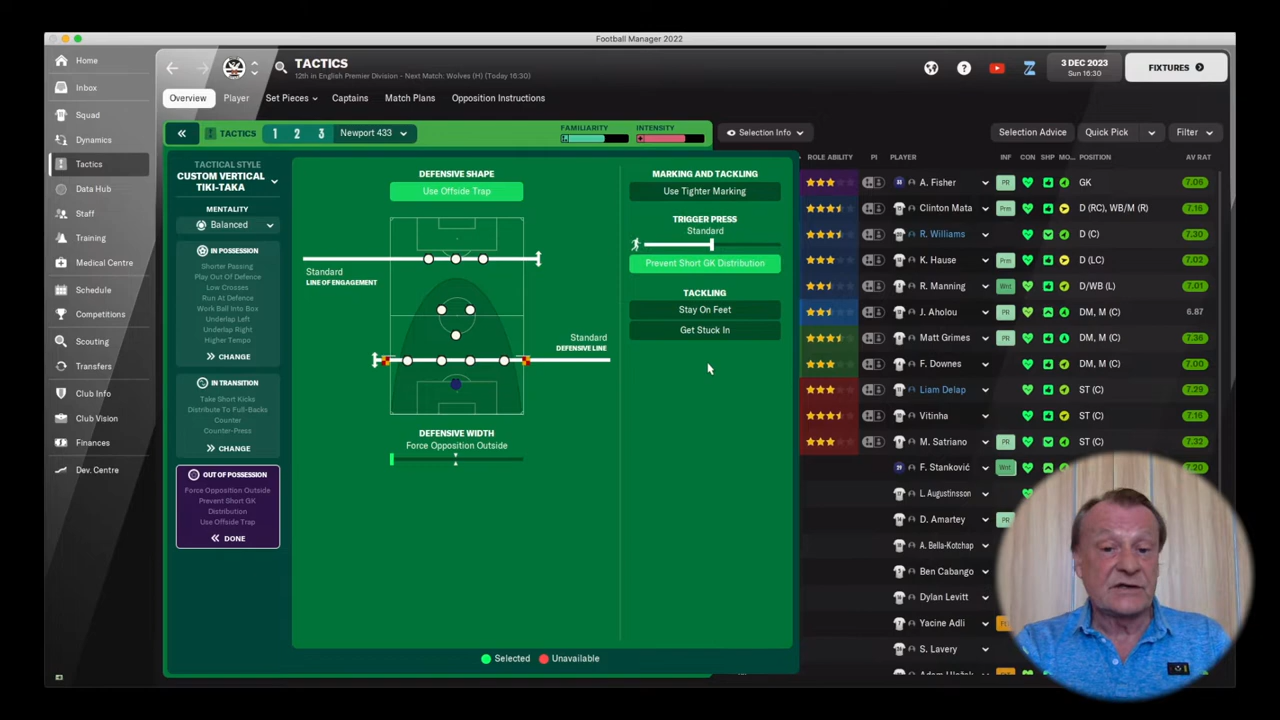 Football Manager 2022
Home
Inbox
Squad
Dynamics
Tactics
Data Hub
Staff
Training
Medical Centre
Schedule
Competitions
Scouting
Transfers
Club Info
Club Vision
Finances
Dev. Centre
TACTICS
12th in English Premier Division - Next Match: Wolves (H) (Today 16:30)
3 DEC 2023
Sun 16:30
FIXTURES
Overview
Player
Set Pieces
Captains
Match Plans
Opposition Instructions
TACTICS
1 2 3
Newport 433
FAMILIARITY
INTENSITY
TACTICAL STYLE
CUSTOM VERTICAL
TIKI-TAKA
MENTALITY
Balanced
IN POSSESSION
Shorter Passing
Play Out Of Defence
Low Crosses
Run At Defence
Work Ball Into Box
Underlap Left
Underlap Right
Higher Tempo
CHANGE
IN TRANSITION
Take Short Kicks
Distribute To Full-Backs
Counter
Counter-Press
CHANGE
OUT OF POSSESSION
Force Opposition Outside
Prevent Short GK
Distribution
Use Offside Trap
DONE
DEFENSIVE SHAPE
Use Offside Trap
Standard
LINE OF ENGAGEMENT
Standard
DEFENSIVE LINE
DEFENSIVE WIDTH
Force Opposition Outside
MARKING AND TACKLING
Use Tighter Marking
TRIGGER PRESS
Standard
Prevent Short GK Distribution
TACKLING
Stay On Feet
Get Stuck In
Selected
Unavailable
Selection Info
Selection Advice
Quick Pick
Filter
ROLE ABILITY PI PLAYER INF CON SHP MO... POSITION AV RAT
A. Fisher PR GK 7.06
Clinton Mata Prm D (RC), WB/M (R) 7.16
R. Williams D (C) 7.30
K. Hause Prm D (LC) 7.02
R. Manning Wnt D/WB (L) 7.01
J. Aholou PR DM, M (C) 6.87
Matt Grimes PR DM, M (C) 7.36
F. Downes DM, M (C) 7.00
Liam Delap ST (C) 7.29
Vitinha ST (C) 7.16
M. Satriano PR ST (C) 7.32
F. Stanković Wnt 7.20
L. Augustinsson
D. Amartey PR
A. Bella-Kotchap
Ben Cabango
Dylan Levitt
Yacine Adli
S. Lavery